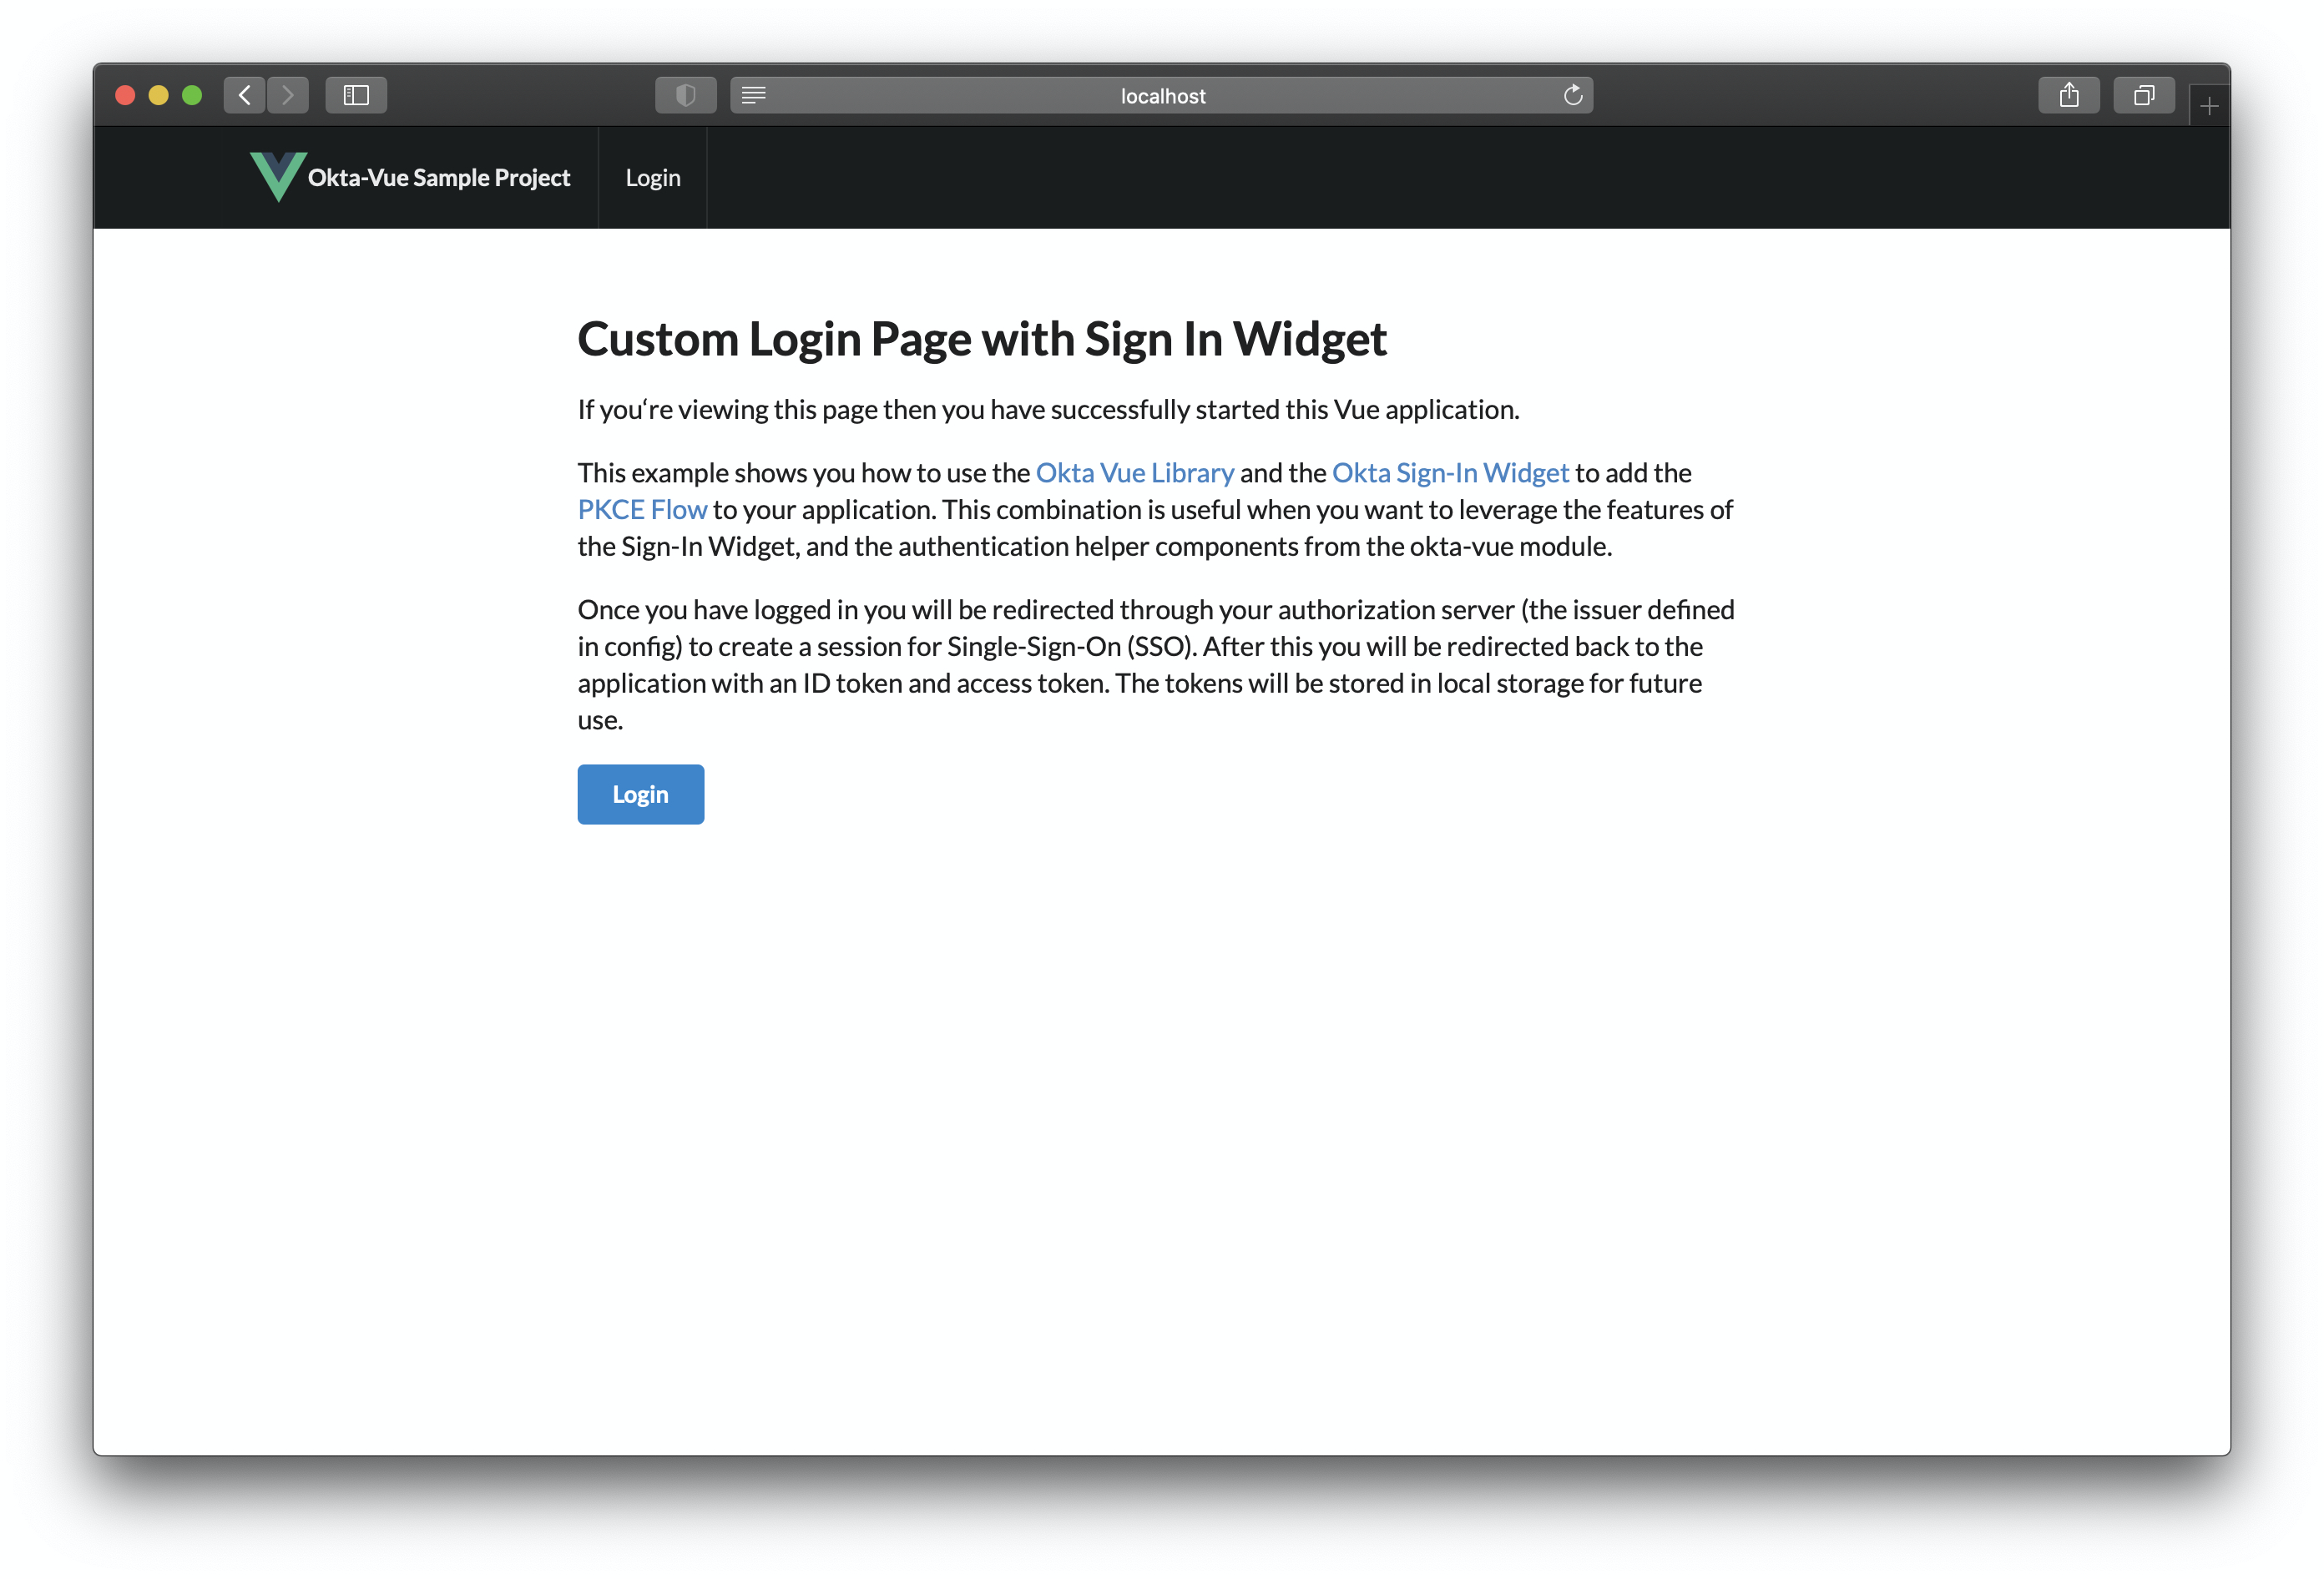 localhost
Okta-Vue Sample Project
Login
Custom Login Page with Sign In Widget
If you‘re viewing this page then you have successfully started this Vue application.
This example shows you how to use the Okta Vue Library and the Okta Sign-In Widget to add the
PKCE Flow to your application. This combination is useful when you want to leverage the features of
the Sign-In Widget, and the authentication helper components from the okta-vue module.
Once you have logged in you will be redirected through your authorization server (the issuer defined
in config) to create a session for Single-Sign-On (SSO). After this you will be redirected back to the
application with an ID token and access token. The tokens will be stored in local storage for future
use.
Login